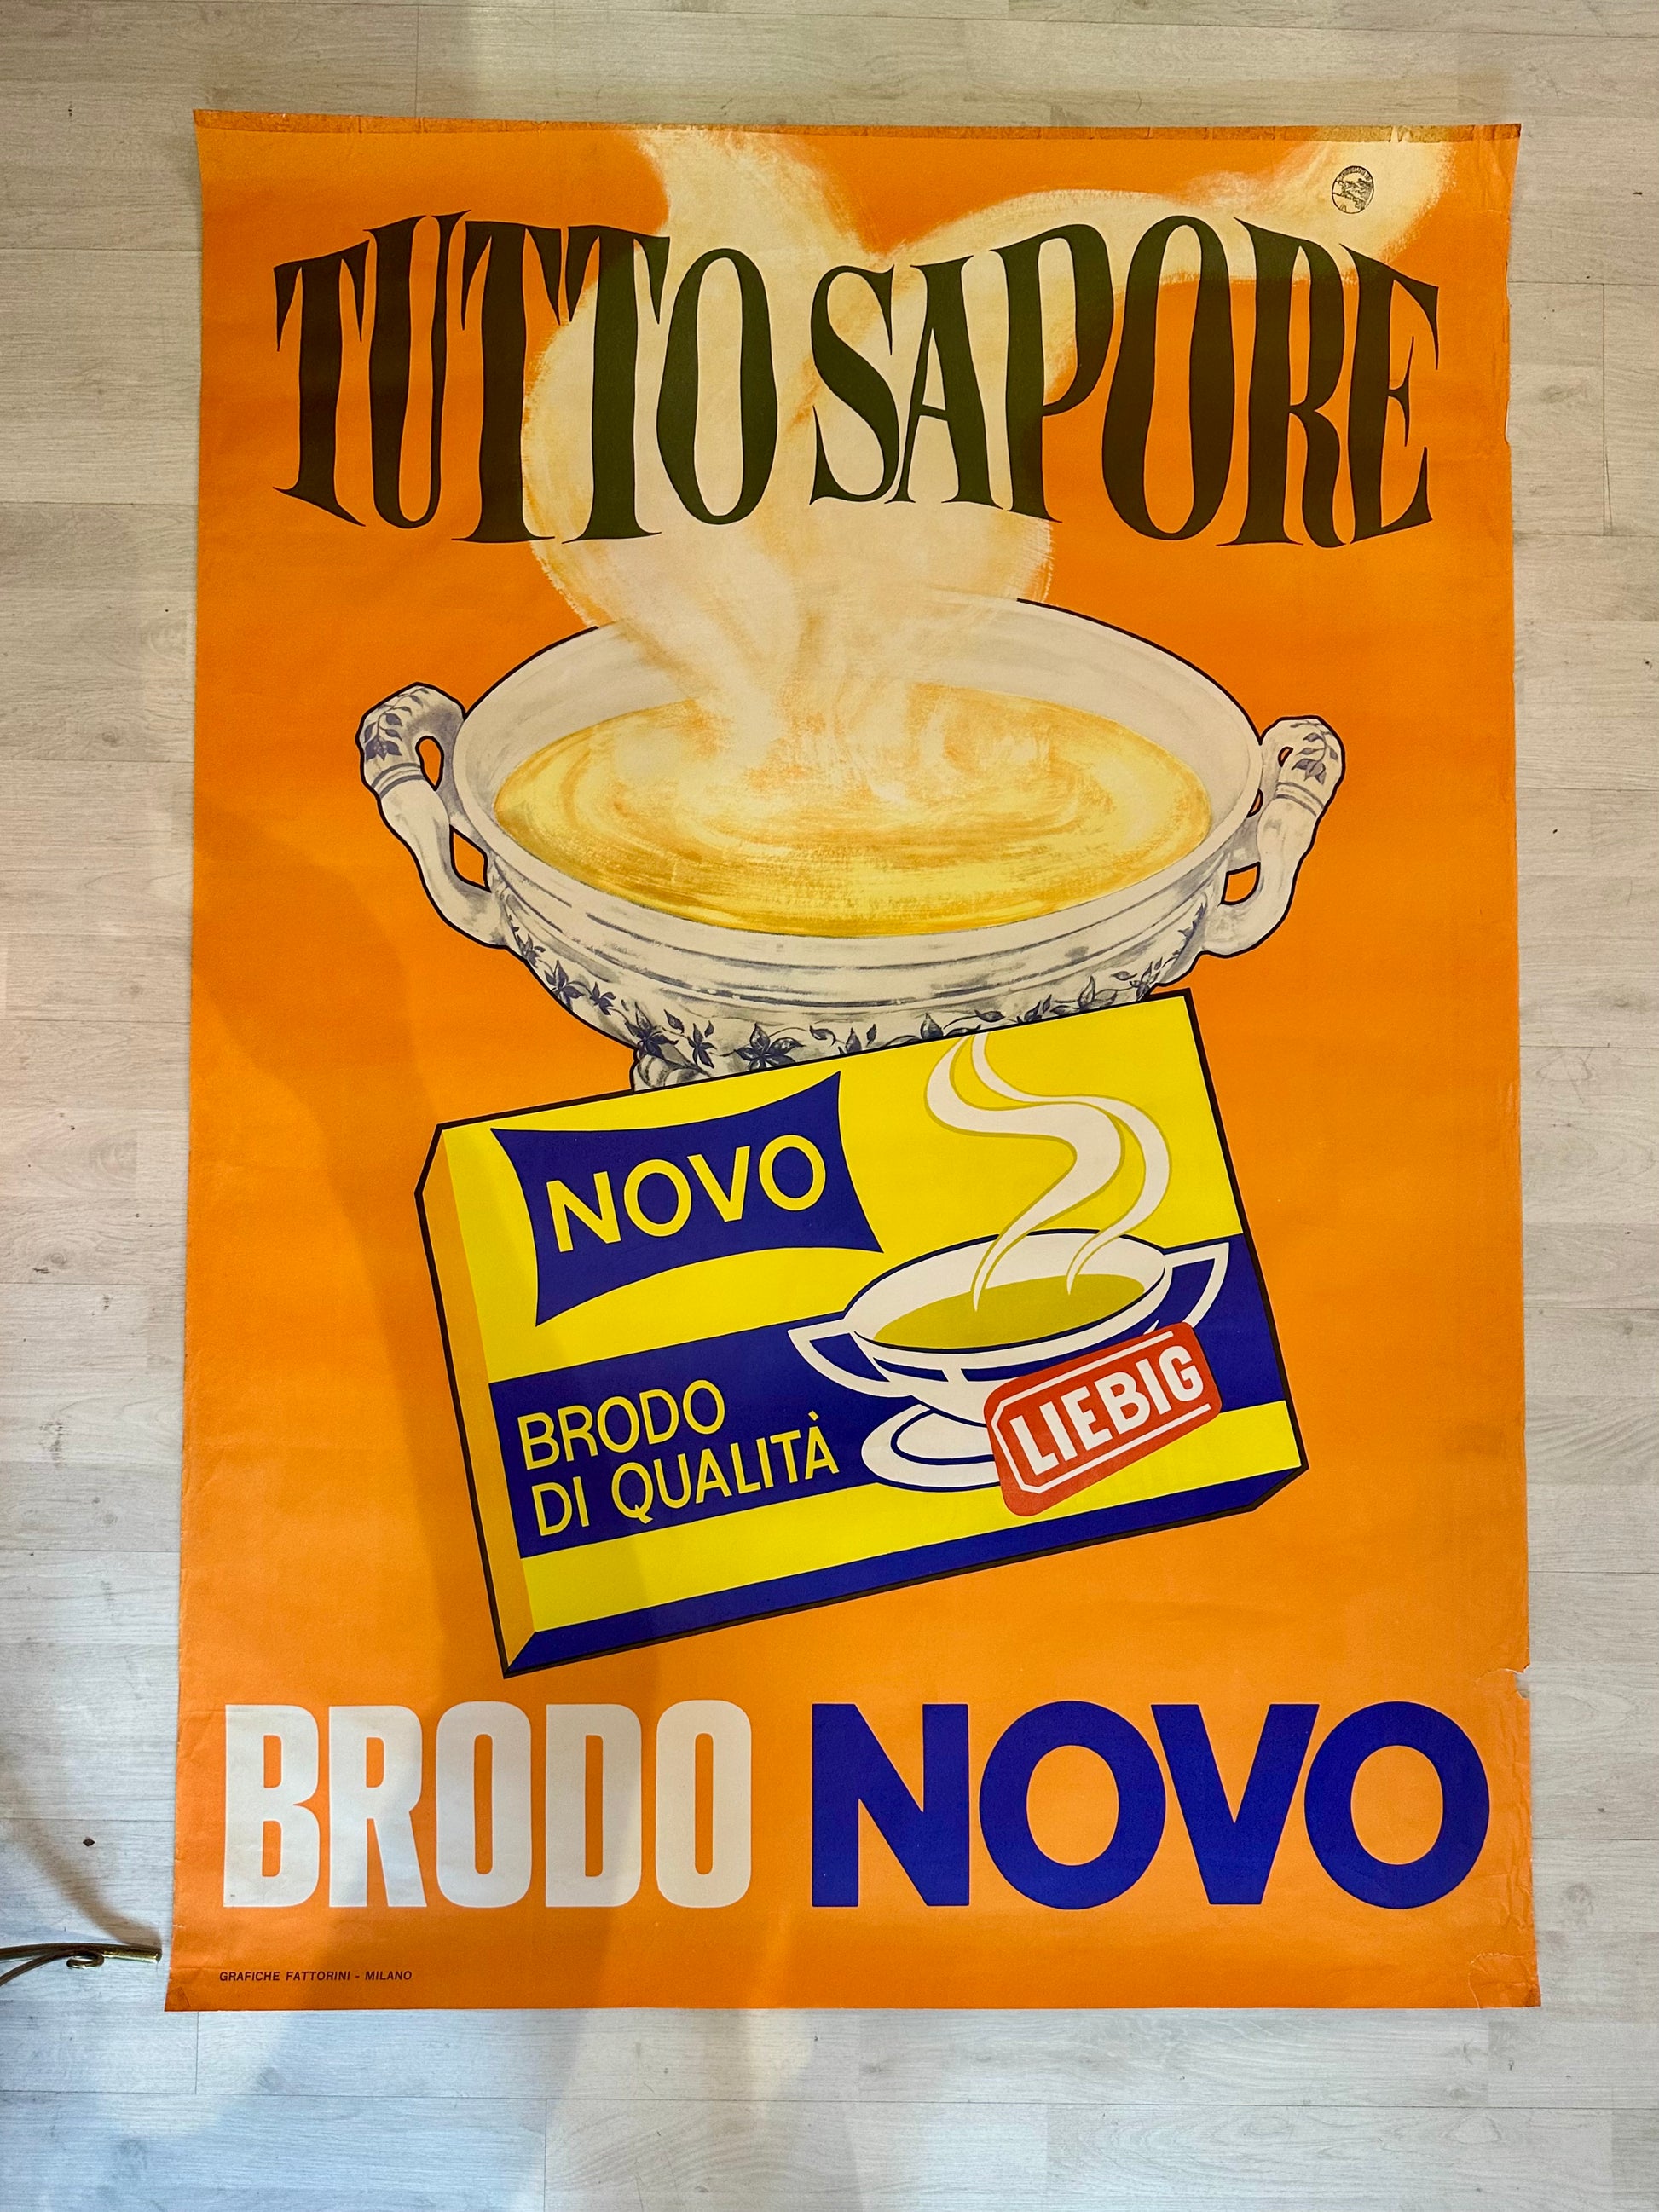 TUTTO SAPORE
NOVO
BRODO
DI QUALITÀ
LIEBIG
BRODO NOVO
GRAFICHE FATTORINI - MILANO